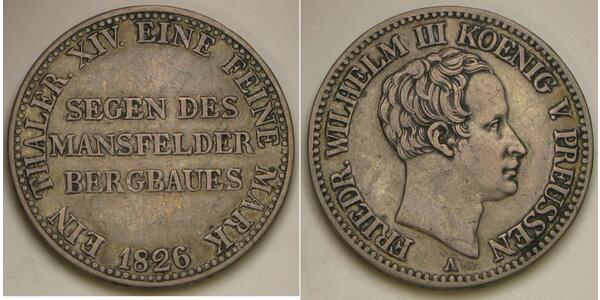 EIN THALER. XIV. EINE FEINE MARK
SEGEN DES
MANSFELDER
BERGBAUES
1826
FRIEDR. WILHELM III KOENIG V. PREUSSEN
A